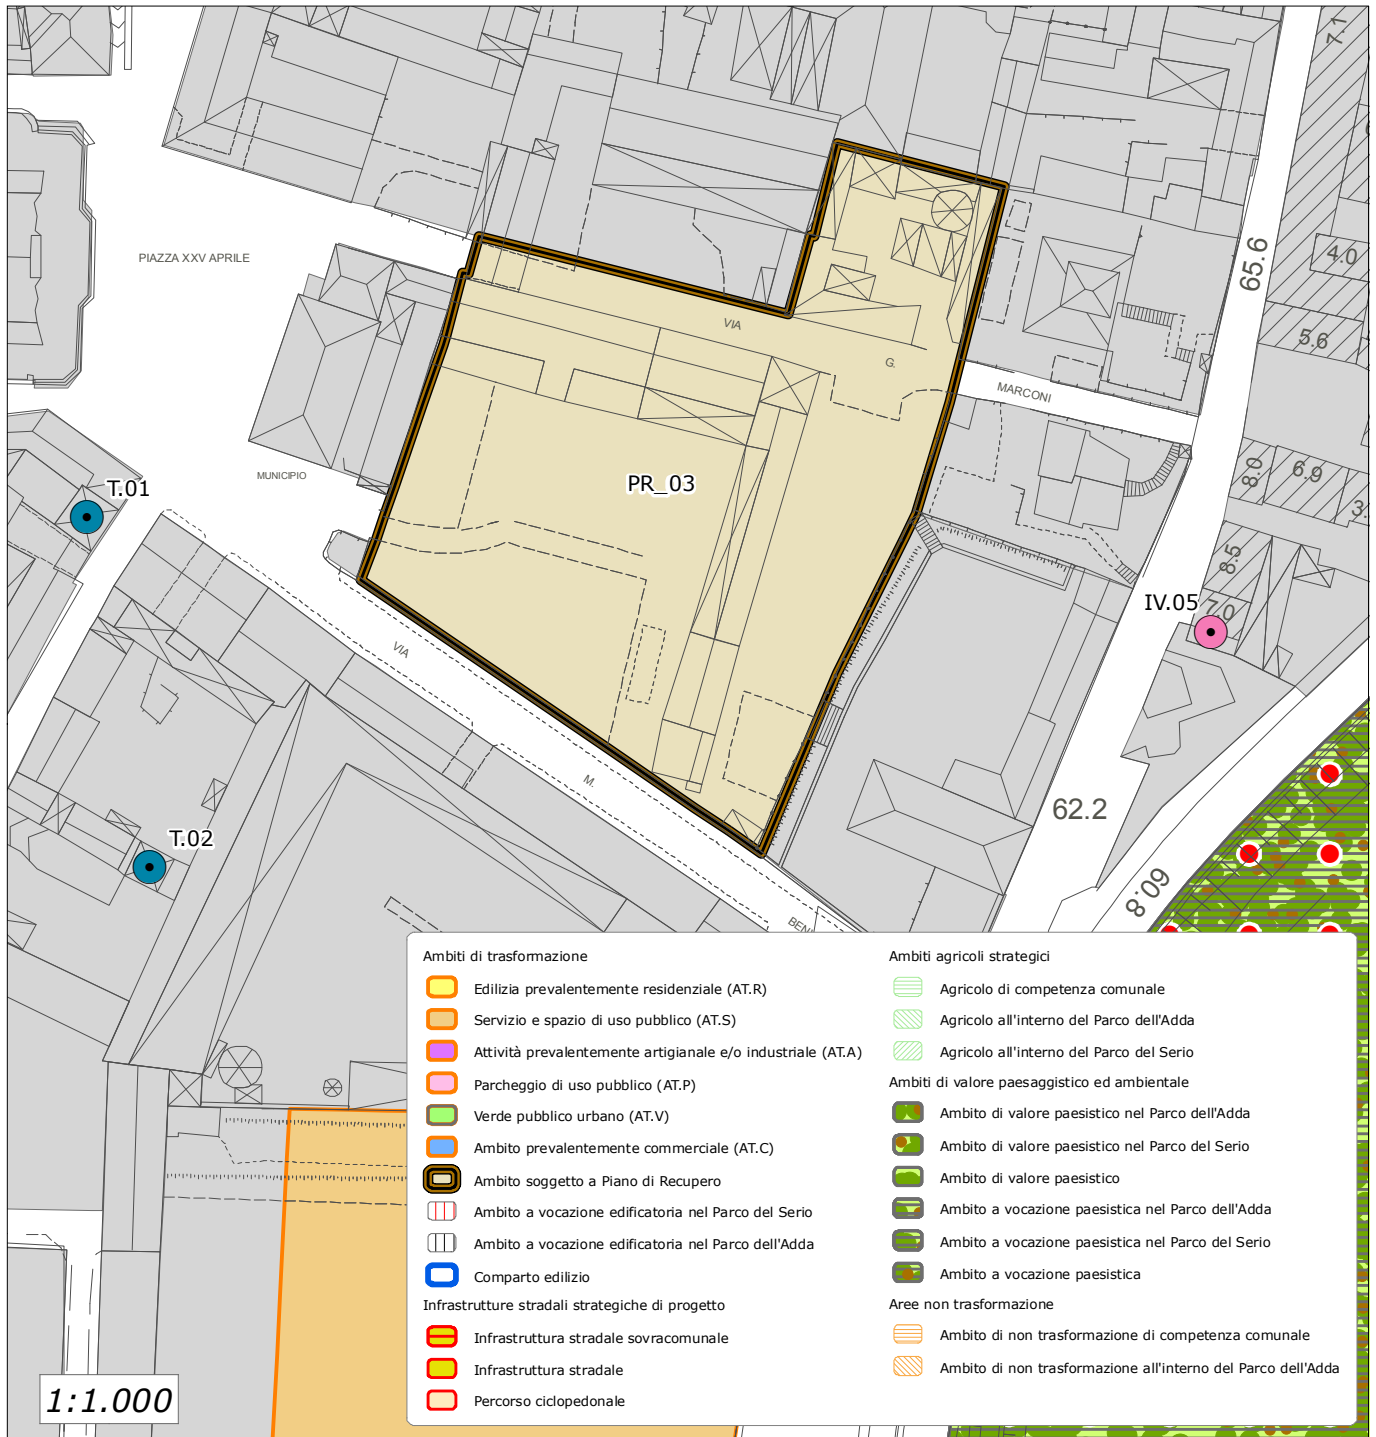 7.1
65.6
4.0
PIAZZA XXV APRILE
VIA
5.6
G.
MARCONI
MUNICIPIO
PR_03
8.0
6.9
3.
T.01
8.5
IV.05
7.0
VIA
M.
62.2
T.02
60.8
BENI
Ambiti di trasformazione
Edilizia prevalentemente residenziale (AT.R)
Servizio e spazio di uso pubblico (AT.S)
Attività prevalentemente artigianale e/o industriale (AT.A)
Parcheggio di uso pubblico (AT.P)
Verde pubblico urbano (AT.V)
Ambito prevalentemente commerciale (AT.C)
Ambito soggetto a Piano di Recupero
Ambito a vocazione edificatoria nel Parco del Serio
Ambito a vocazione edificatoria nel Parco dell'Adda
Comparto edilizio
Infrastrutture stradali strategiche di progetto
Infrastruttura stradale sovracomunale
Infrastruttura stradale
Percorso ciclopedonale
Ambiti agricoli strategici
Agricolo di competenza comunale
Agricolo all'interno del Parco dell'Adda
Agricolo all'interno del Parco del Serio
Ambiti di valore paesaggistico ed ambientale
Ambito di valore paesistico nel Parco dell'Adda
Ambito di valore paesistico nel Parco del Serio
Ambito di valore paesistico
Ambito a vocazione paesistica nel Parco dell'Adda
Ambito a vocazione paesistica nel Parco del Serio
Ambito a vocazione paesistica
Aree non trasformazione
Ambito di non trasformazione di competenza comunale
Ambito di non trasformazione all'interno del Parco dell'Adda
1:1.000